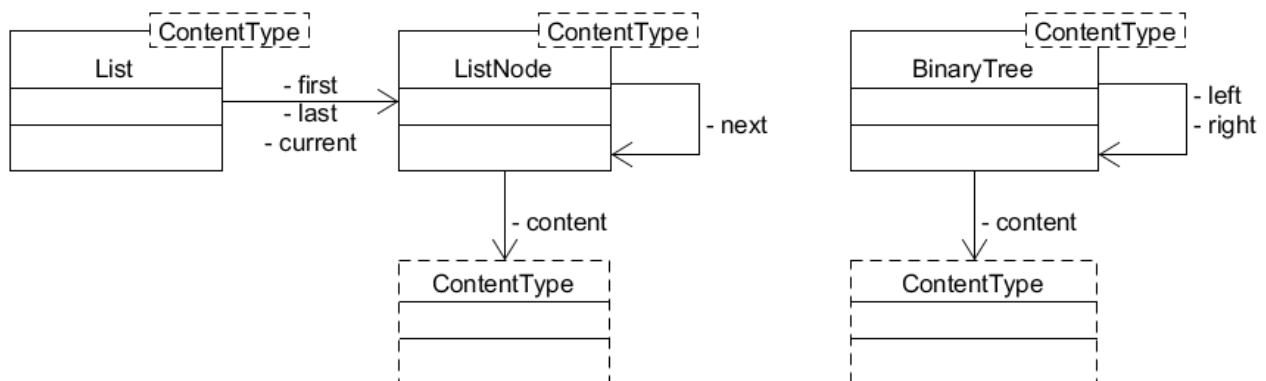 ContentType
List
- first
- last
- current
ContentType
ListNode
- next
- content
ContentType
ContentType
BinaryTree
- left
- right
- content
ContentType